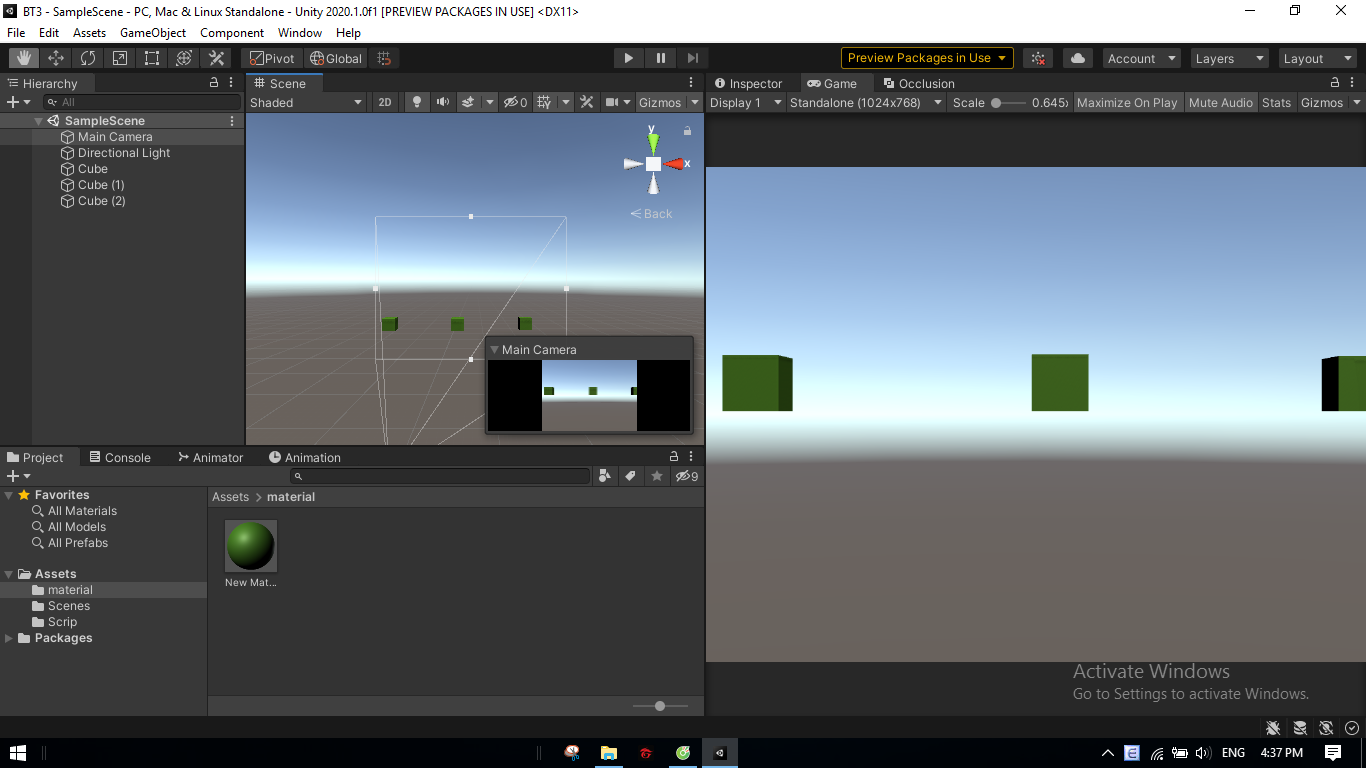 BT3 - SampleScene - PC, Mac & Linux Standalone - Unity 2020.1.0f1 [PREVIEW PACKAGES IN USE] <DX11>
File Edit Assets GameObject Component Window Help
Pivot Global Preview Packages in Use Account Layers Layout
Hierarchy
All
SampleScene
Main Camera
Directional Light
Cube
Cube (1)
Cube (2)
Scene
Shaded 2D 0 Gizmos
y
x
Back
Main Camera
Inspector Game Occlusion
Display 1 Standalone (1024x768) Scale 0.645x Maximize On Play Mute Audio Stats Gizmos
Project Console Animator Animation
9
Favorites
All Materials
All Models
All Prefabs
Assets
material
Scenes
Scrip
Packages
Assets > material
New Mat...
Activate Windows
Go to Settings to activate Windows.
ENG 4:37 PM